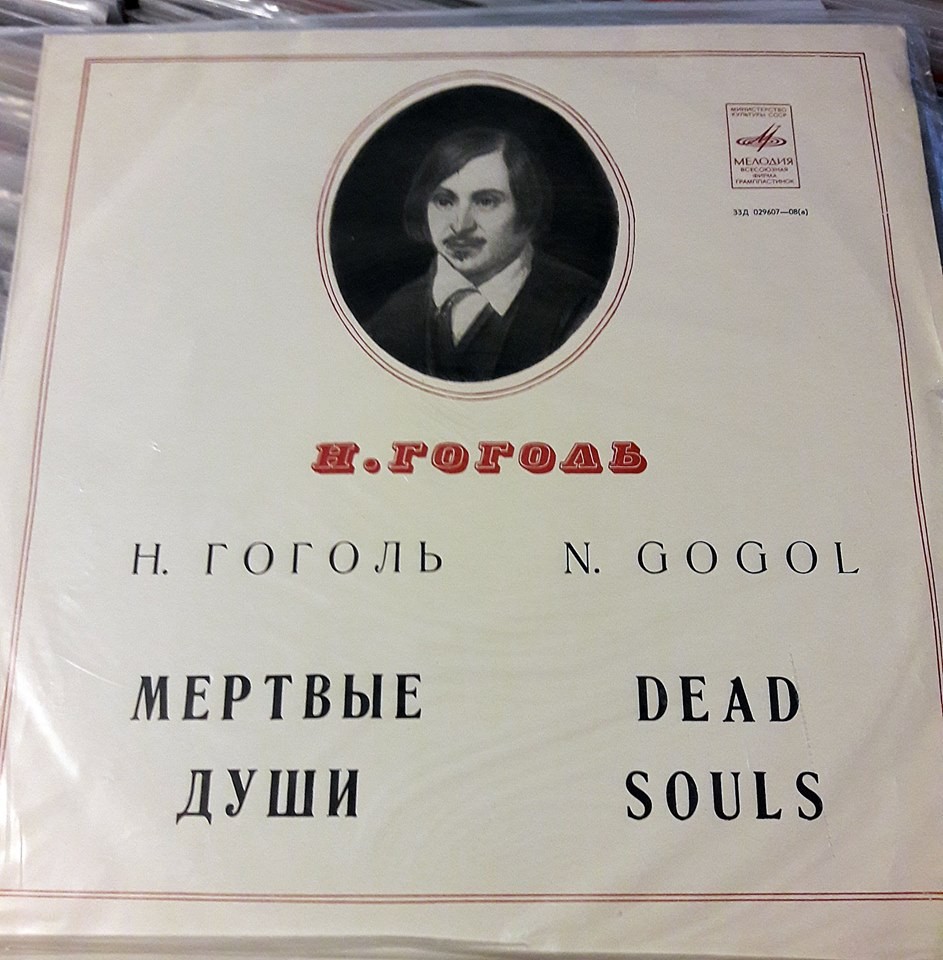 МИНИСТЕРСТВО
КУЛЬТУРЫ СССР
МЕЛОДИЯ
ВСЕСОЮЗНАЯ
ФИРМА
ГРАМПЛАСТИНОК
33Д 029607—08(а)
Н. ГОГОЛЬ
Н. ГОГОЛЬ N. GOGOL
МЕРТВЫЕ DEAD
ДУШИ SOULS